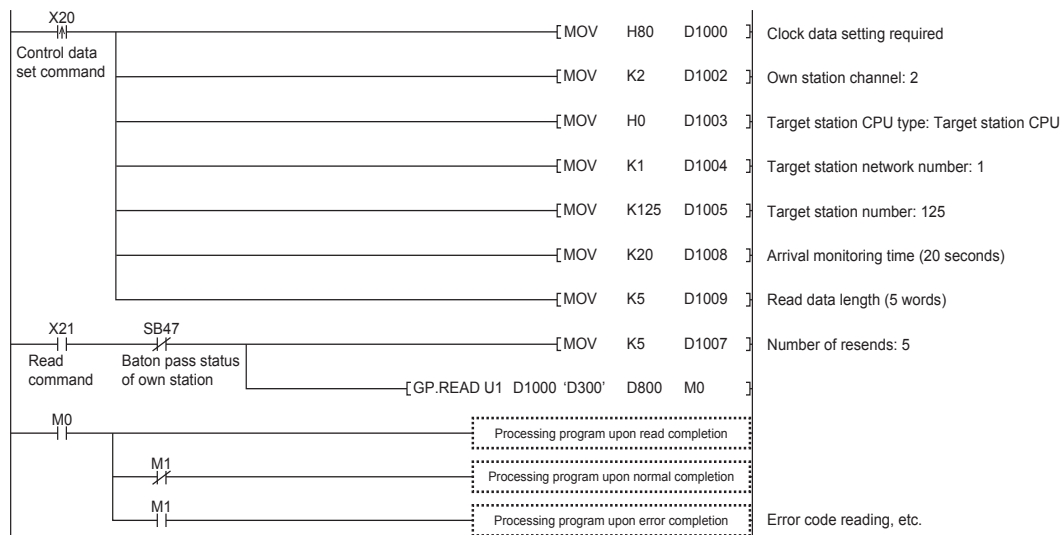 X20
[ MOV H80 D1000 ] Clock data setting required
Control data
set command
[ MOV K2 D1002 ] Own station channel: 2
[ MOV H0 D1003 ] Target station CPU type: Target station CPU
[ MOV K1 D1004 ] Target station network number: 1
[ MOV K125 D1005 ] Target station number: 125
[ MOV K20 D1008 ] Arrival monitoring time (20 seconds)
[ MOV K5 D1009 ] Read data length (5 words)
X21 SB47
[ MOV K5 D1007 ] Number of resends: 5
Read Baton pass status
command of own station
[ GP.READ U1 D1000 ‘D300’ D800 M0 ]
M0
Processing program upon read completion
M1
Processing program upon normal completion
M1
Processing program upon error completion Error code reading, etc.